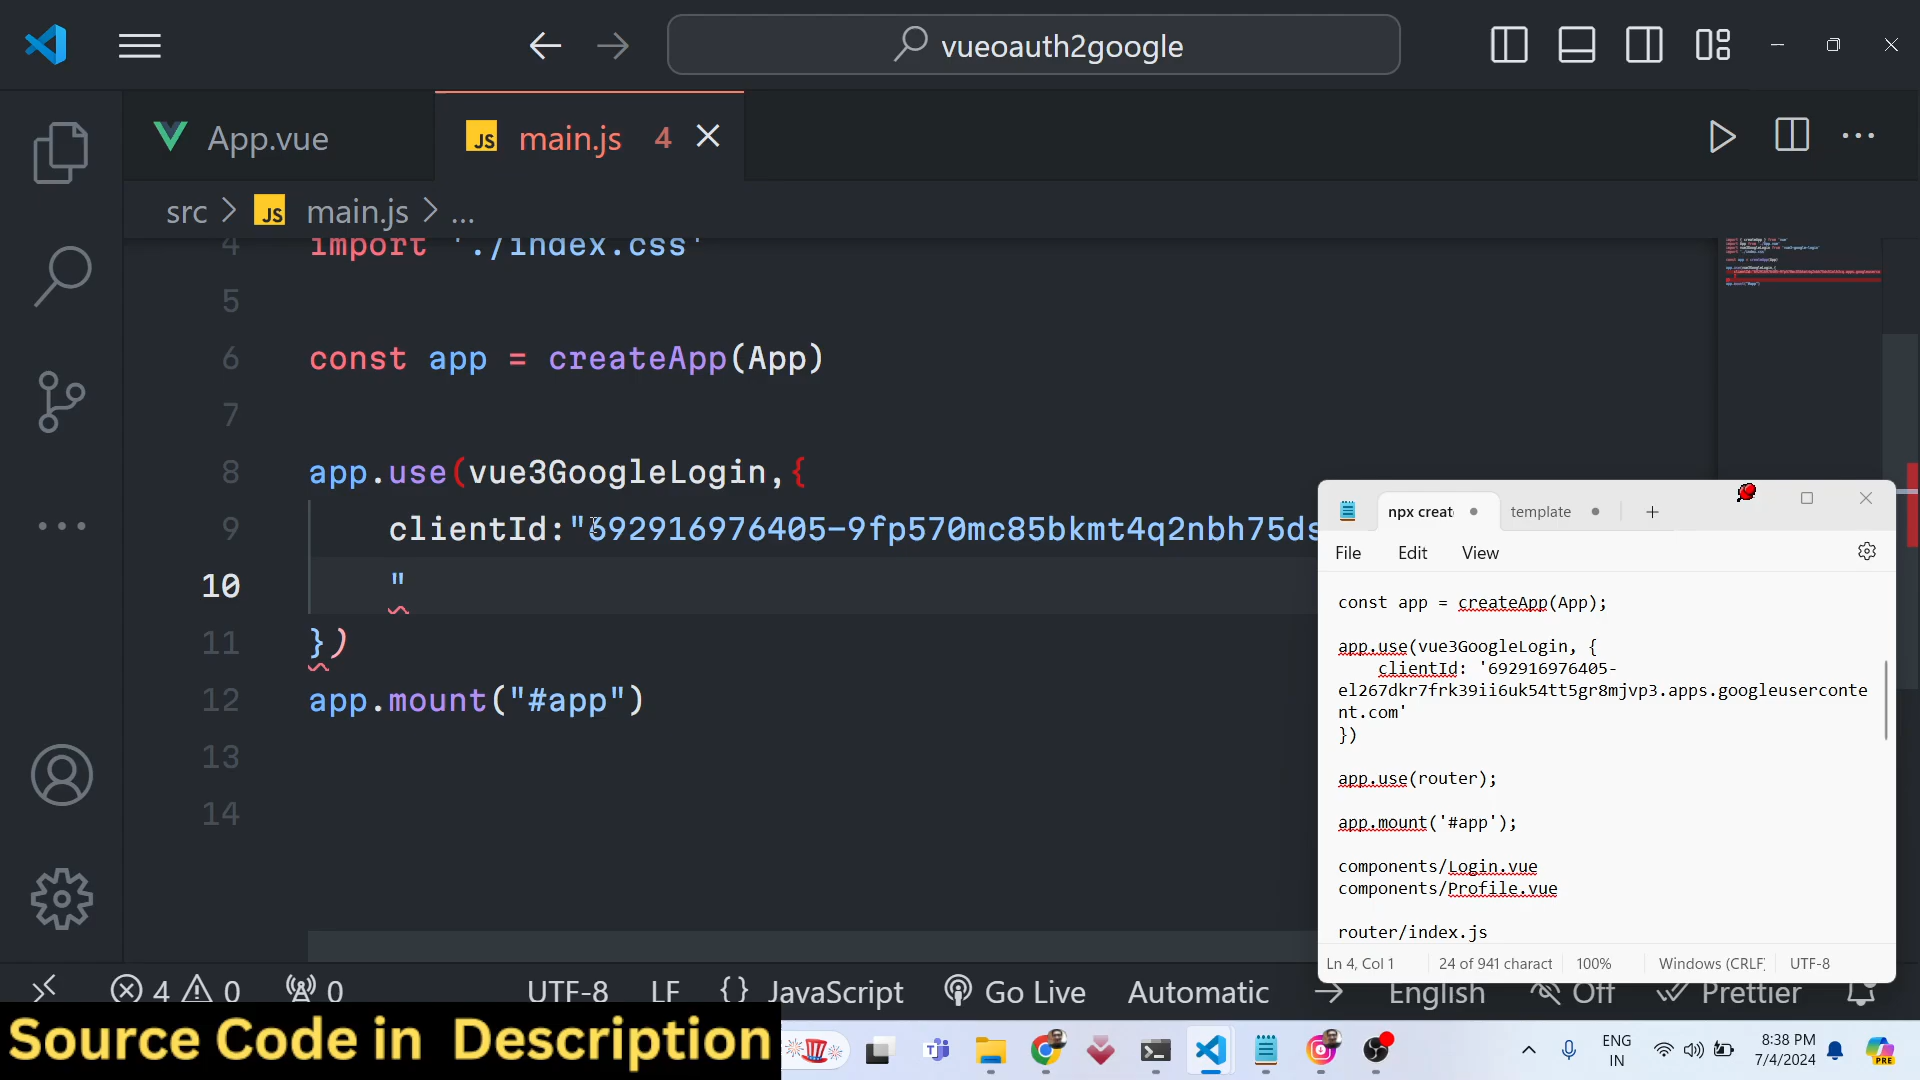 vueoauth2google
App.vue
main.js 4
src > main.js > ...
4 import './index.css'
5
6 const app = createApp(App)
7
8 app.use(vue3GoogleLogin,{
9 clientId:"692916976405-9fp570mc85bkmt4q2nbh75ds
10 "
11 })
12 app.mount("#app")
13
14
npx creat
template
File Edit View
const app = createApp(App);
app.use(vue3GoogleLogin, {
clientId: '692916976405-
el267dkr7frk39ii6uk54tt5gr8mjvp3.apps.googleuserconte
nt.com'
})
app.use(router);
app.mount('#app');
components/Login.vue
components/Profile.vue
router/index.js
Ln 4, Col 1 24 of 941 charact 100% Windows (CRLF) UTF-8
4 0 0 UTF-8 LF {} JavaScript Go Live Automatic English Off Prettier
Source Code in Description
ENG
IN
8:38 PM
7/4/2024
PRE